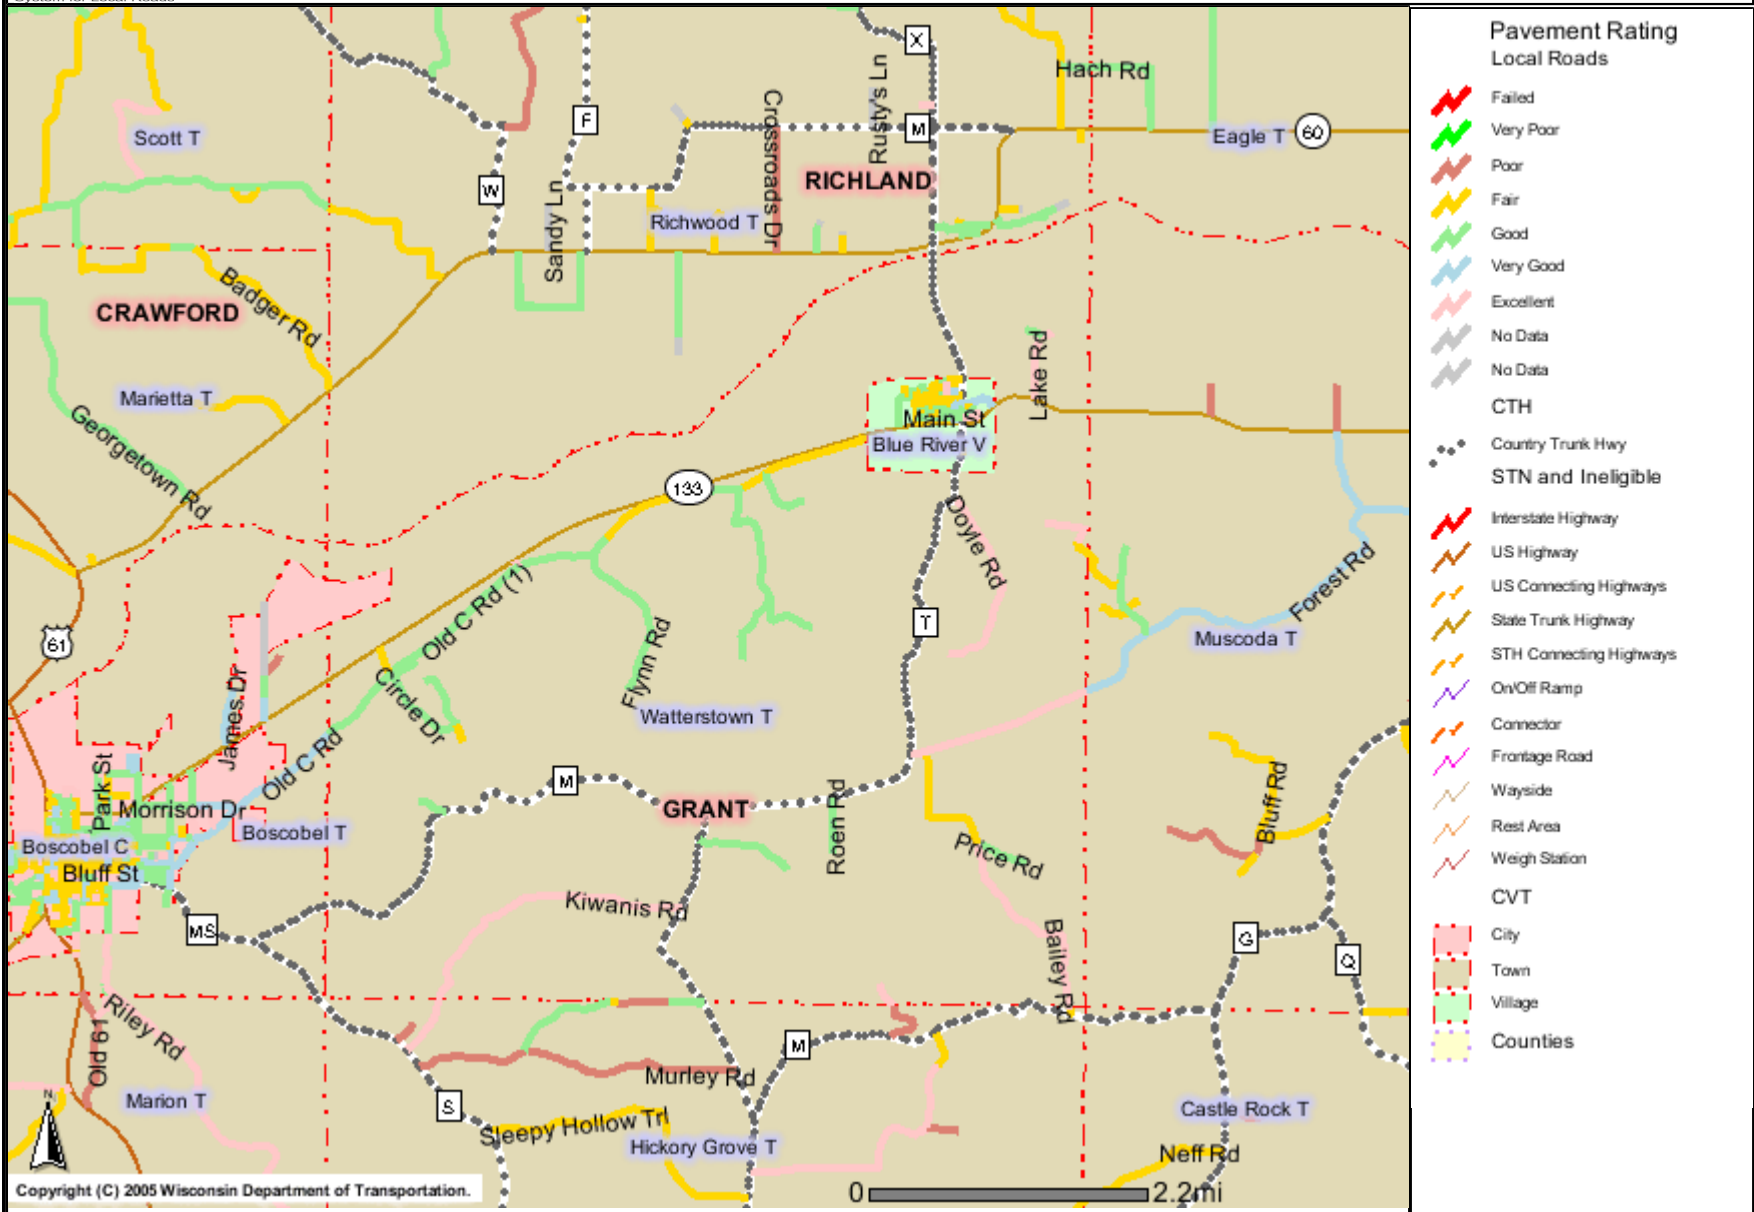 System for Local Roads
X
Hach Rd
Rusty's Ln
Crossroads Dr
F
M
Eagle T
60
Scott T
W
RICHLAND
Sandy Ln
Richwood T
CRAWFORD
Badger Rd
Marietta T
Lake Rd
Main St
Blue River V
Georgetown Rd
133
Doyle Rd
Forest Rd
61
Old C Rd (1)
T
Muscoda T
Flynn Rd
James Dr
Circle Dr
Watterstown T
Park St
Old C Rd
M
Bluff Rd
Morrison Dr
GRANT
Roen Rd
Boscobel T
Boscobel C
Price Rd
Bluff St
Kiwanis Rd
MS
Bailey Rd
G
Q
Riley Rd
Old 61
M
Murley Rd
Marion T
S
Castle Rock T
Sleepy Hollow Trl
Hickory Grove T
Neff Rd
N
Copyright (C) 2005 Wisconsin Department of Transportation.
0 2.2mi
Pavement Rating
Local Roads
Failed
Very Poor
Poor
Fair
Good
Very Good
Excellent
No Data
No Data
CTH
Country Trunk Hwy
STN and Ineligible
Interstate Highway
US Highway
US Connecting Highways
State Trunk Highway
STH Connecting Highways
On/Off Ramp
Connector
Frontage Road
Wayside
Rest Area
Weigh Station
CVT
City
Town
Village
Counties